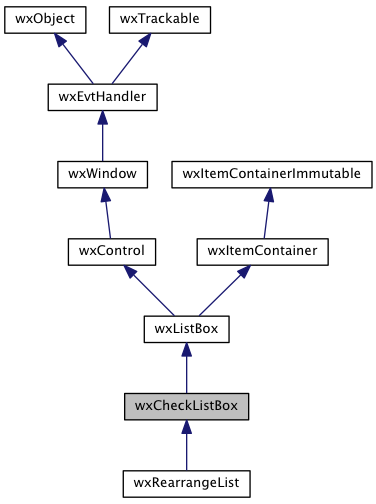 wxObject
wxTrackable
wxEvtHandler
wxWindow
wxItemContainerImmutable
wxControl
wxItemContainer
wxListBox
wxCheckListBox
wxRearrangeList